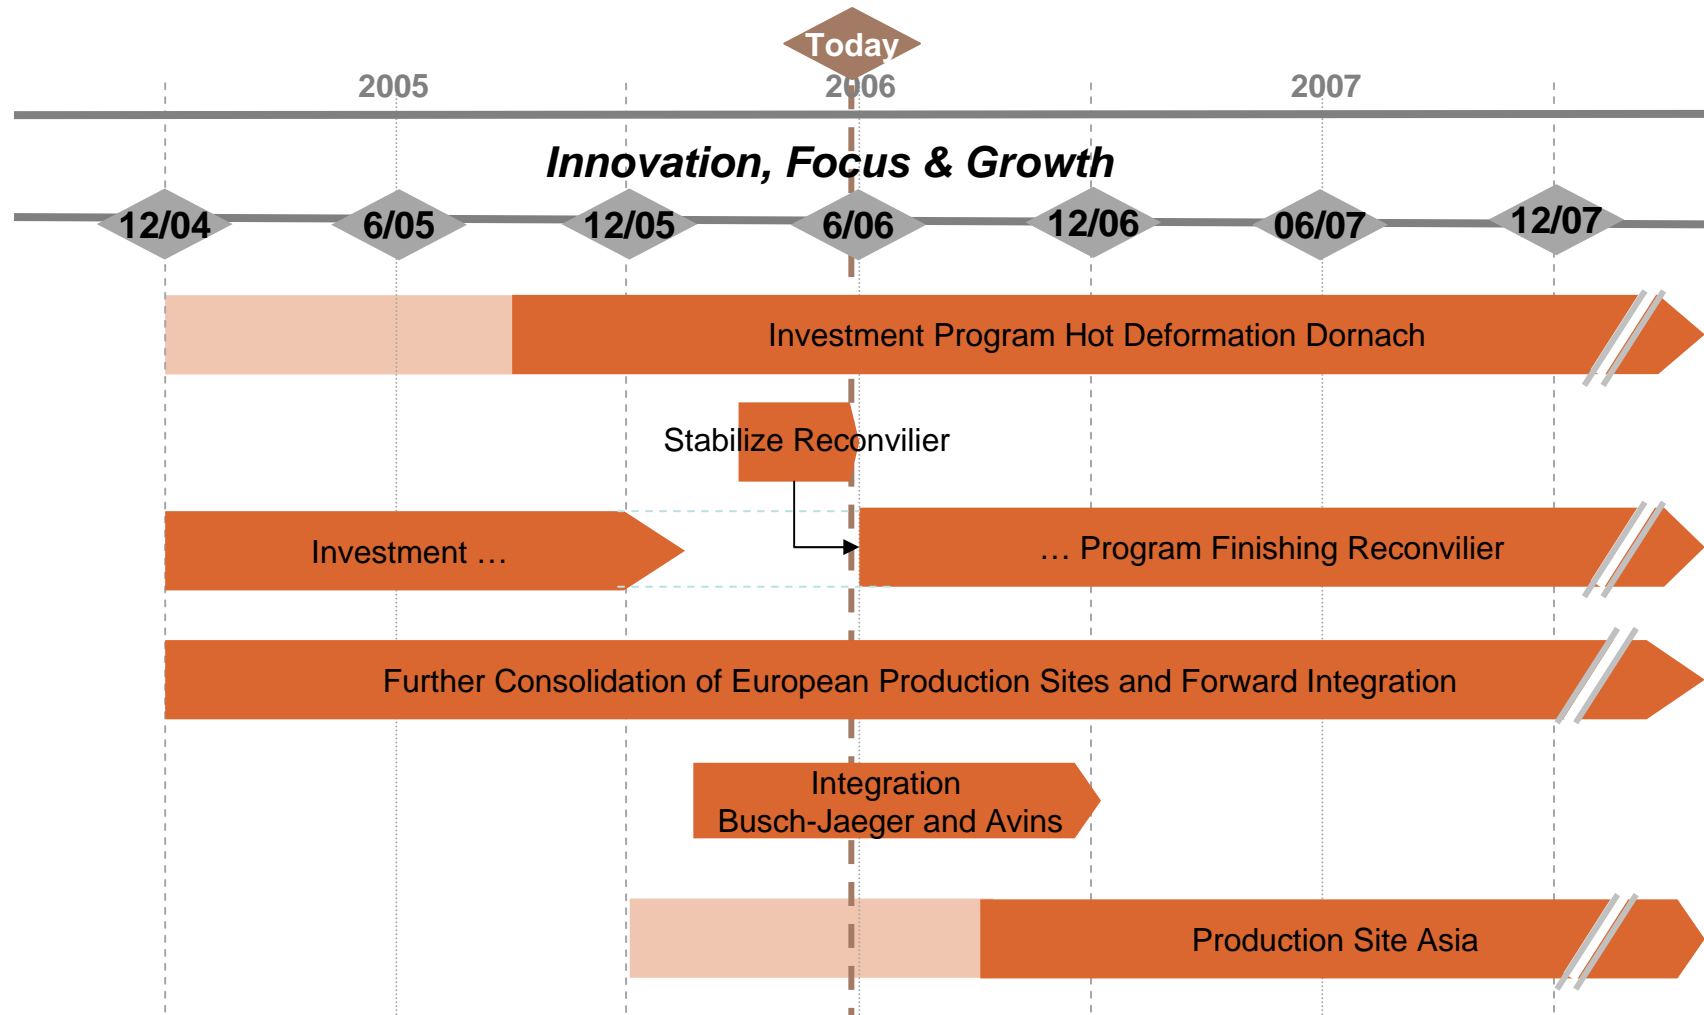 Today
2005
2006
2007
Innovation, Focus & Growth
12/04
6/05
12/05
6/06
12/06
06/07
12/07
Investment Program Hot Deformation Dornach
Stabilize Reconvilier
Investment …
… Program Finishing Reconvilier
Further Consolidation of European Production Sites and Forward Integration
Integration
Busch-Jaeger and Avins
Production Site Asia